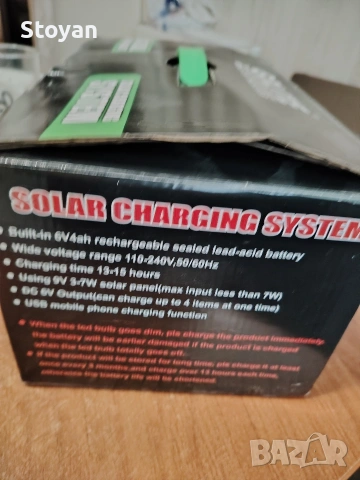 Stoyan
SOLAR CHARGING SYSTEM
Built-in 6V4ah rechargeable sealed lead-acid battery
Wide voltage range 110-240V,50/60Hz
Charging time 13-15 hours
Using 9V 3-7W solar panel(max input less than 7W)
DC 6V Output(can charge up to 4 items at one time)
USB mobile phone charging function
When the led bulb goes dim, pls charge the product immediately
the battery will be earlier damaged if the product is charged
when the led bulb totally goes off.
If the product will be stored for long time, pls charge it at least
one every 3 months,and charge over 12 hours each time,
otherwise the battery life will be shortened.
BAZAR
bg